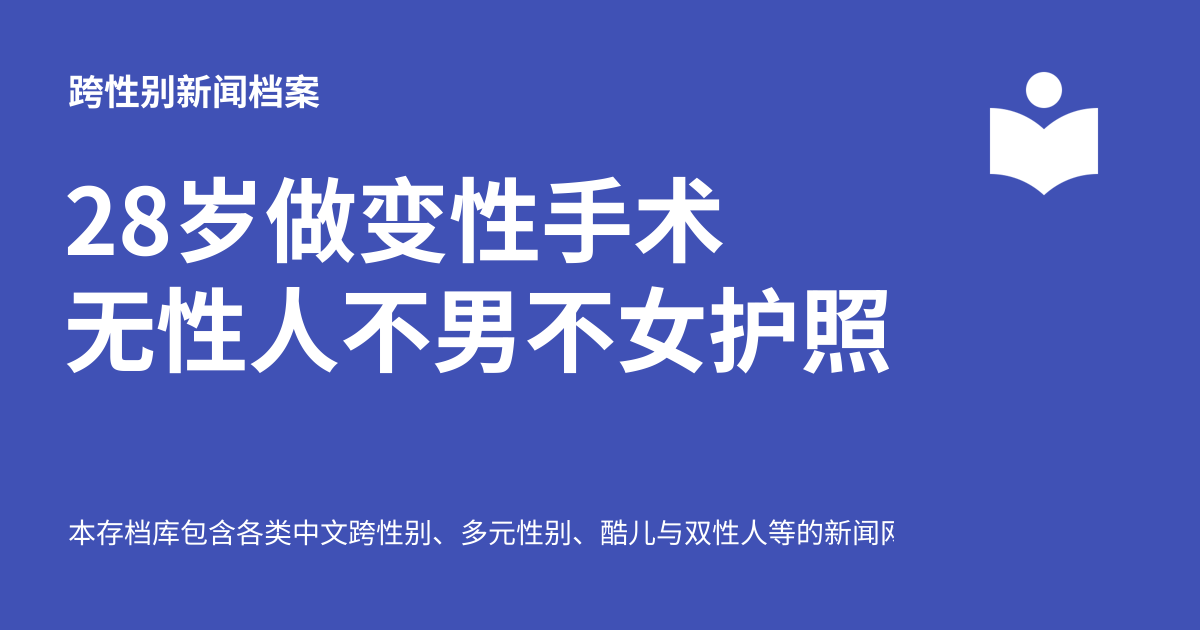 跨性别新闻档案
28岁做变性手术
无性人不男不女护照
本存档库包含各类中文跨性别、多元性别、酷儿与双性人等的新闻